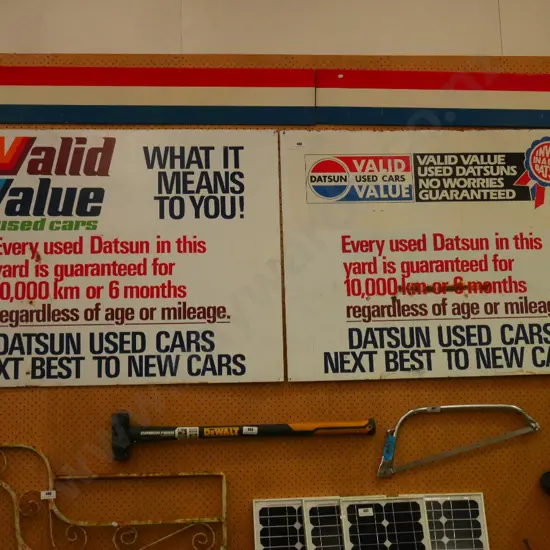 Valid
Value
used cars
WHAT IT
MEANS
TO YOU!
Every used Datsun in this
yard is guaranteed for
10,000 km or 6 months
regardless of age or mileage.
DATSUN USED CARS
NEXT BEST TO NEW CARS
DATSUN
VALID
USED CARS
VALUE
VALID VALUE
USED DATSUNS
NO WORRIES
GUARANTEED
Every used Datsun in this
yard is guaranteed for
10,000 km or 6 months
regardless of age or mileage
DATSUN USED CARS
NEXT BEST TO NEW CA
DEWALT